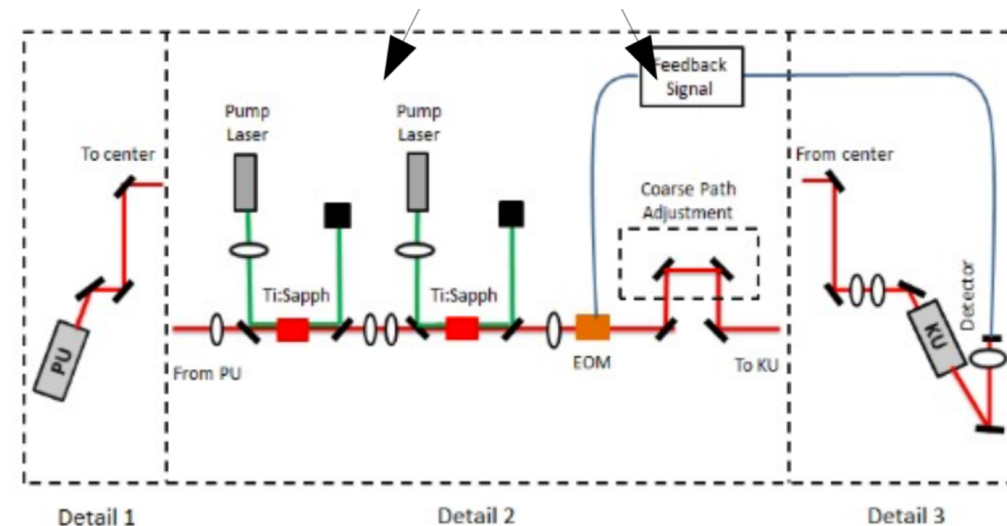 Feedback
Signal
Pump
Laser
Pump
Laser
To center
From center
Coarse Path
Adjustment
Ti:Sapph
Ti:Sapph
Detector
PU
KU
From PU
EOM
To KU
Detail 1
Detail 2
Detail 3